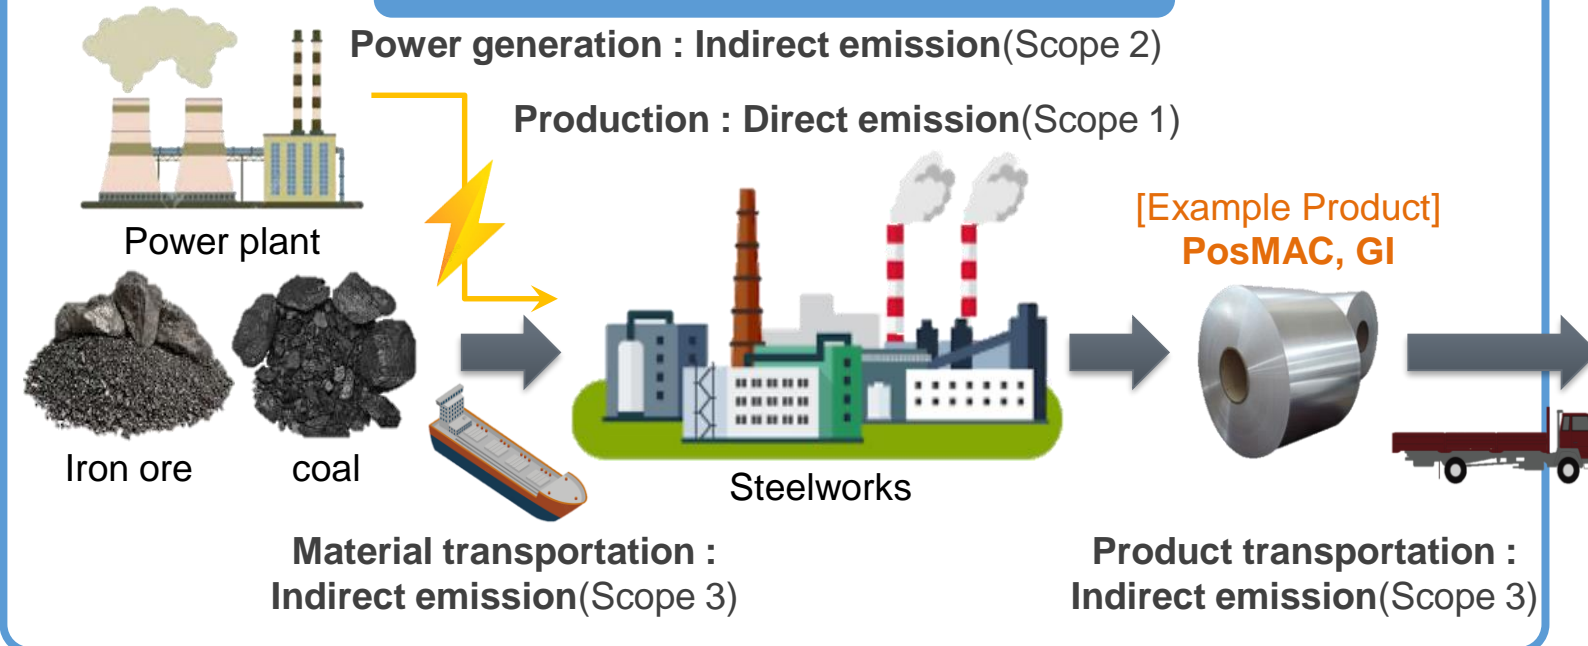 Power generation : Indirect emission(Scope 2)
Production : Direct emission(Scope 1)
Power plant
[Example Product]
PosMAC, GI
Iron ore
coal
Steelworks
Material transportation :
Indirect emission(Scope 3)
Product transportation :
Indirect emission(Scope 3)